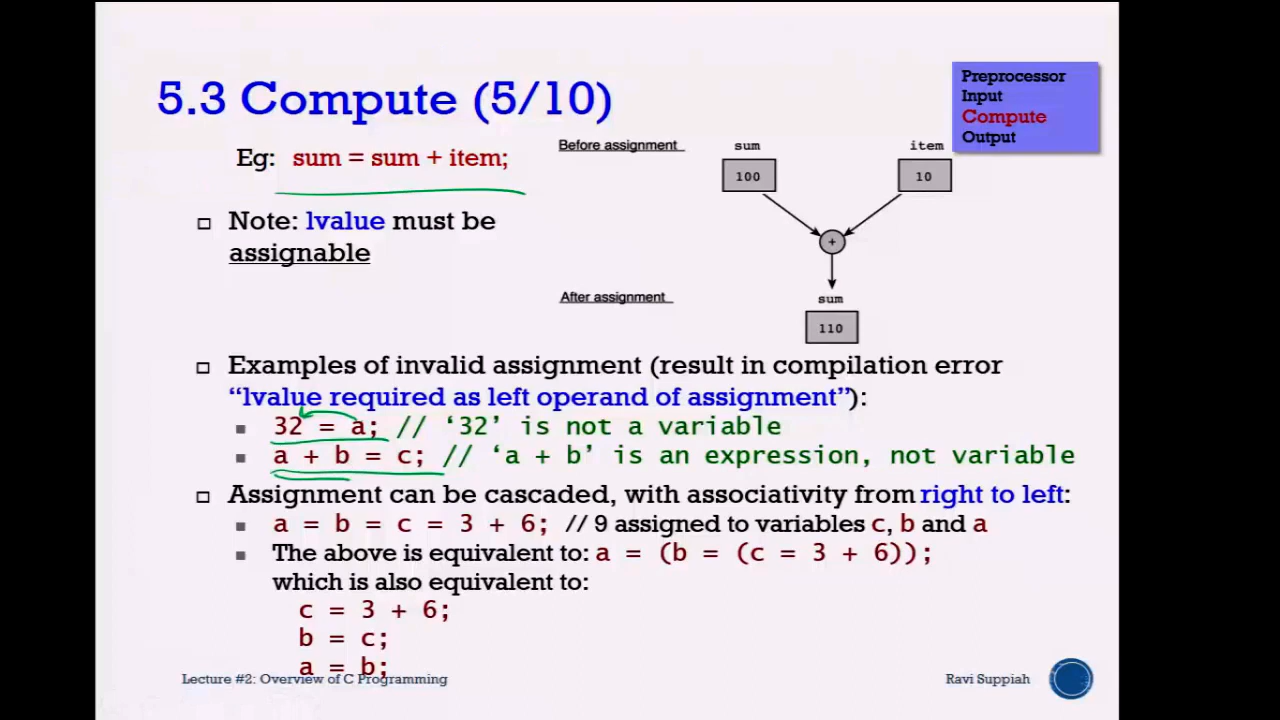 5.3 Compute (5/10)
Preprocessor
Input
Compute
Output
Eg: sum = sum + item;
Before assignment
sum
item
100
10
+
After assignment
sum
110
Note: lvalue must be
assignable
Examples of invalid assignment (result in compilation error
“lvalue required as left operand of assignment”):
32 = a; // ‘32’ is not a variable
a + b = c; // ‘a + b’ is an expression, not variable
Assignment can be cascaded, with associativity from right to left:
a = b = c = 3 + 6; // 9 assigned to variables c, b and a
The above is equivalent to: a = (b = (c = 3 + 6));
which is also equivalent to:
c = 3 + 6;
b = c;
a = b;
Lecture #2: Overview of C Programming
Ravi Suppiah